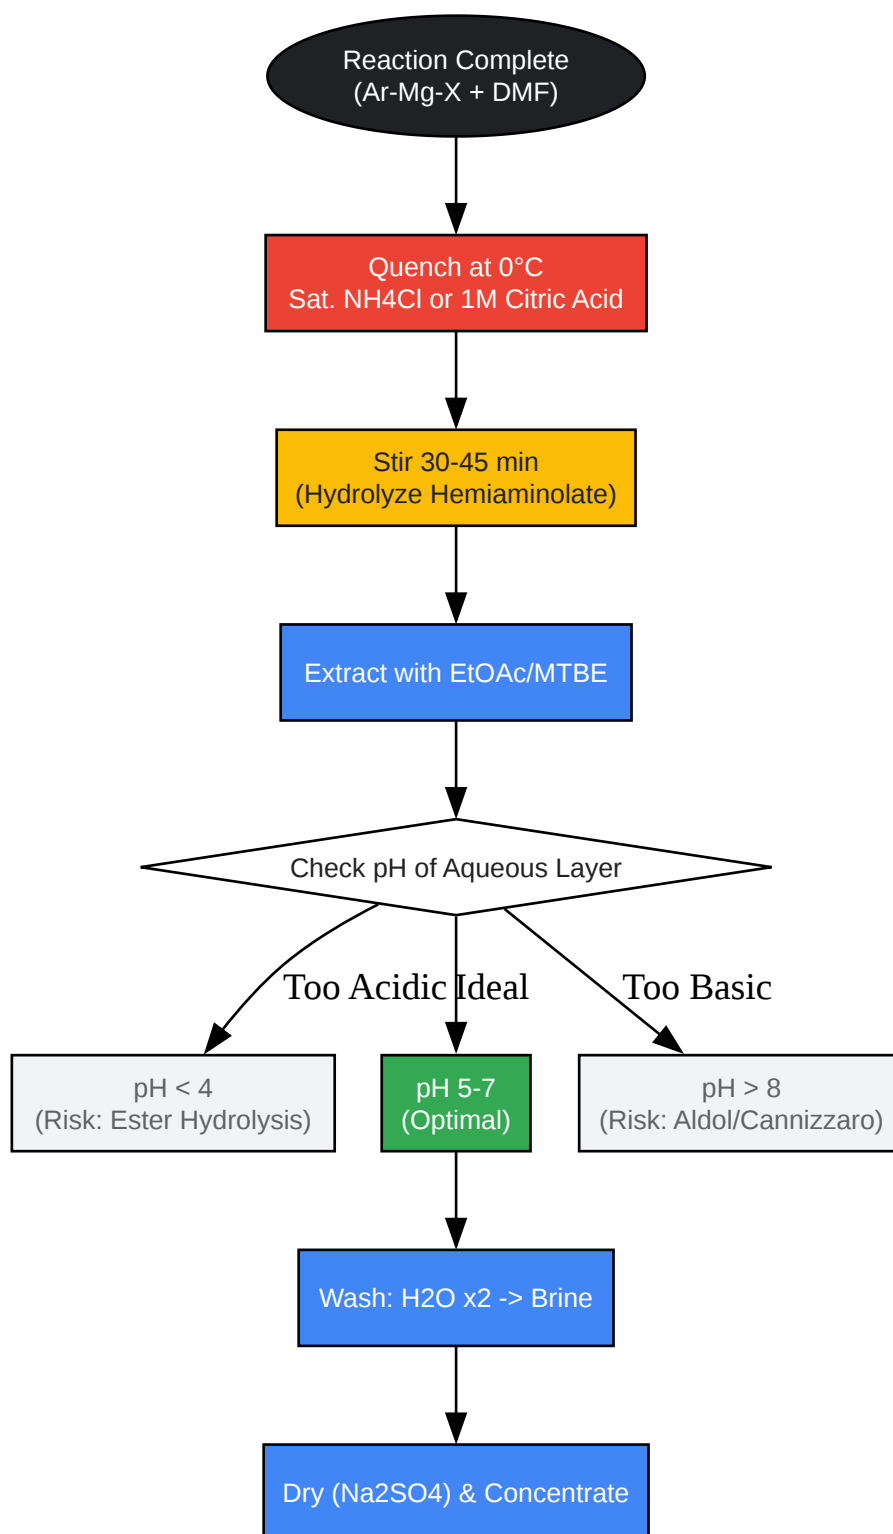 Reaction Complete
(Ar-Mg-X + DMF)
Quench at 0°C
Sat. NH4Cl or 1M Citric Acid
Stir 30-45 min
(Hydrolyze Hemiaminolate)
Extract with EtOAc/MTBE
Check pH of Aqueous Layer
Too Acidic
Ideal
Too Basic
pH < 4
(Risk: Ester Hydrolysis)
pH 5-7
(Optimal)
pH > 8
(Risk: Aldol/Cannizzaro)
Wash: H2O x2 -> Brine
Dry (Na2SO4) & Concentrate